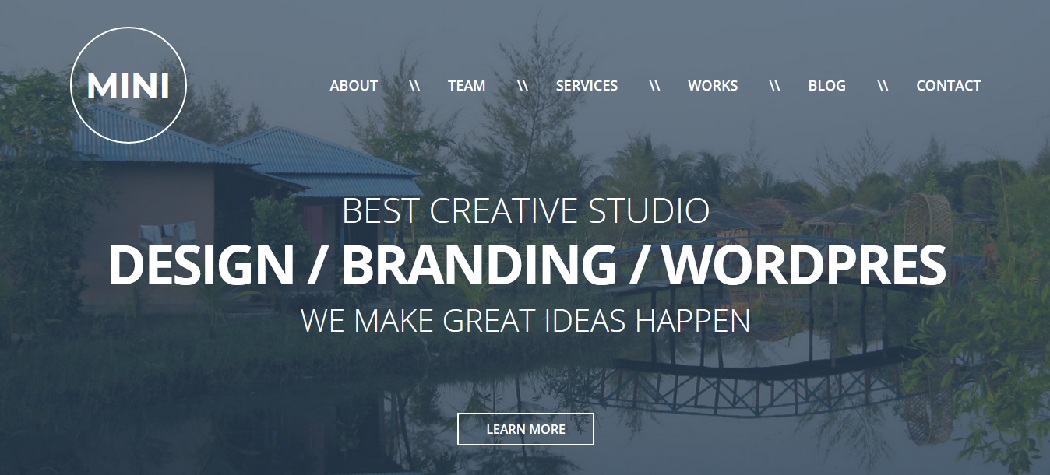 MINI
ABOUT \\ TEAM \\ SERVICES \\ WORKS \\ BLOG \\ CONTACT
BEST CREATIVE STUDIO
DESIGN / BRANDING / WORDPRES
WE MAKE GREAT IDEAS HAPPEN
LEARN MORE